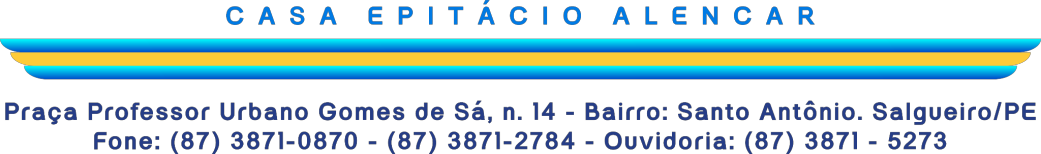 CASA EPITÁCIO ALENCAR
Praça Professor Urbano Gomes de Sá, n. 14 - Bairro: Santo Antônio. Salgueiro/PE
Fone: (87) 3871-0870 - (87) 3871-2784 - Ouvidoria: (87) 3871 - 5273